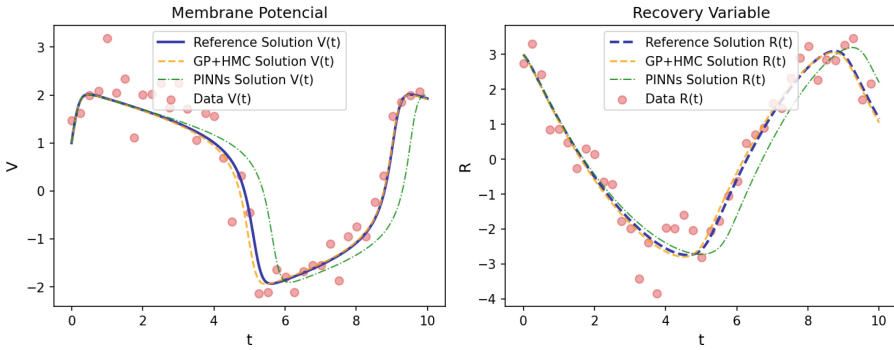 Membrane Potencial
Reference Solution V(t)
GP+HMC Solution V(t)
PINNs Solution V(t)
Data V(t)
3
2
1
0
−1
−2
V
0
2
4
6
8
10
t
Recovery Variable
Reference Solution R(t)
GP+HMC Solution R(t)
PINNs Solution R(t)
Data R(t)
3
2
1
0
−1
−2
−3
−4
R
0
2
4
6
8
10
t